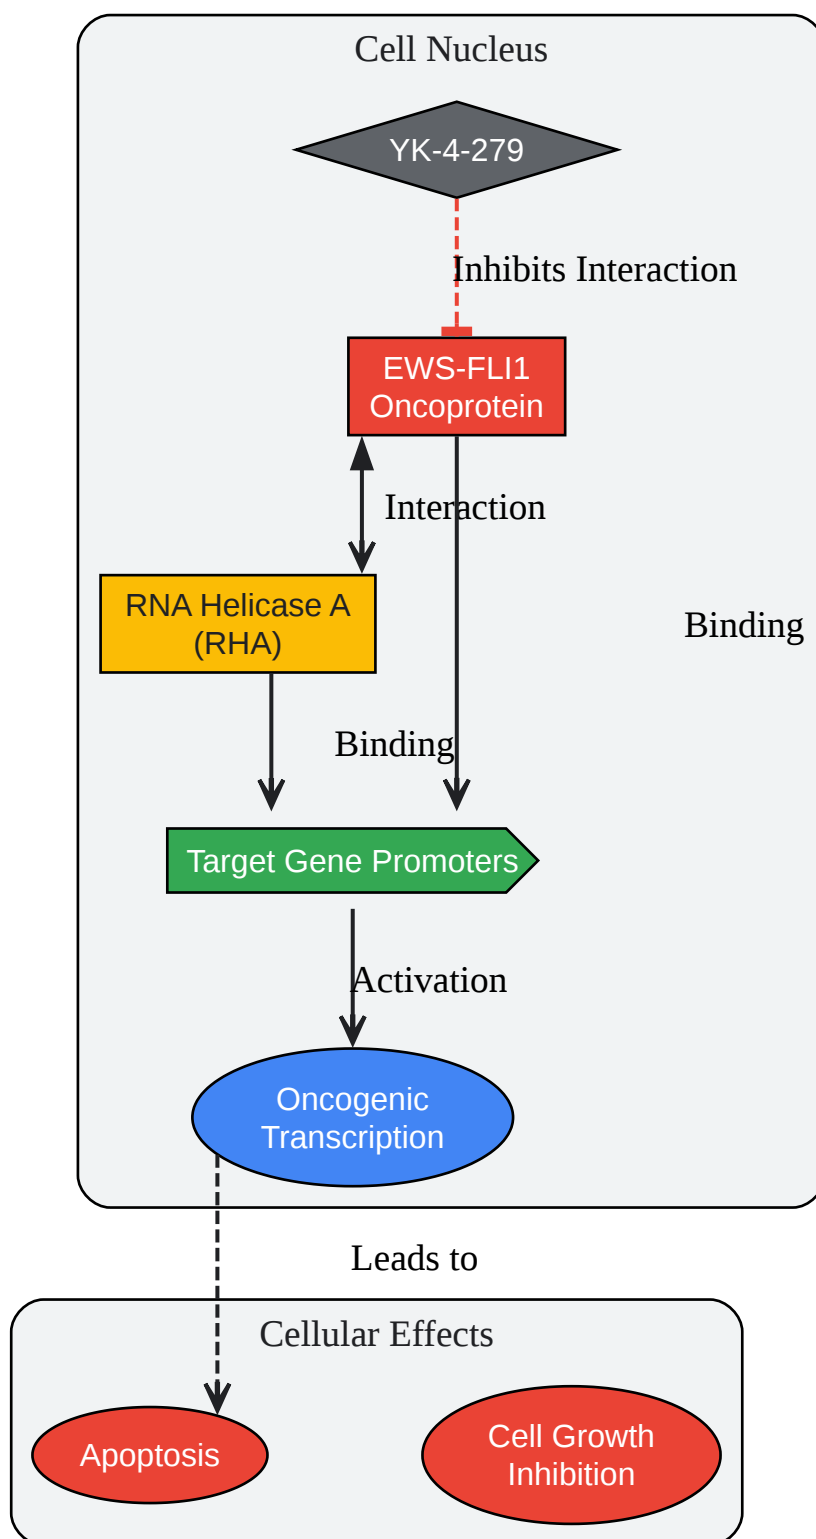 Cell Nucleus
YK-4-279
Inhibits Interaction
EWS-FLI1
Oncoprotein
Interaction
RNA Helicase A
(RHA)
Binding
Binding
Target Gene Promoters
Activation
Oncogenic
Transcription
Leads to
Cellular Effects
Apoptosis
Cell Growth
Inhibition